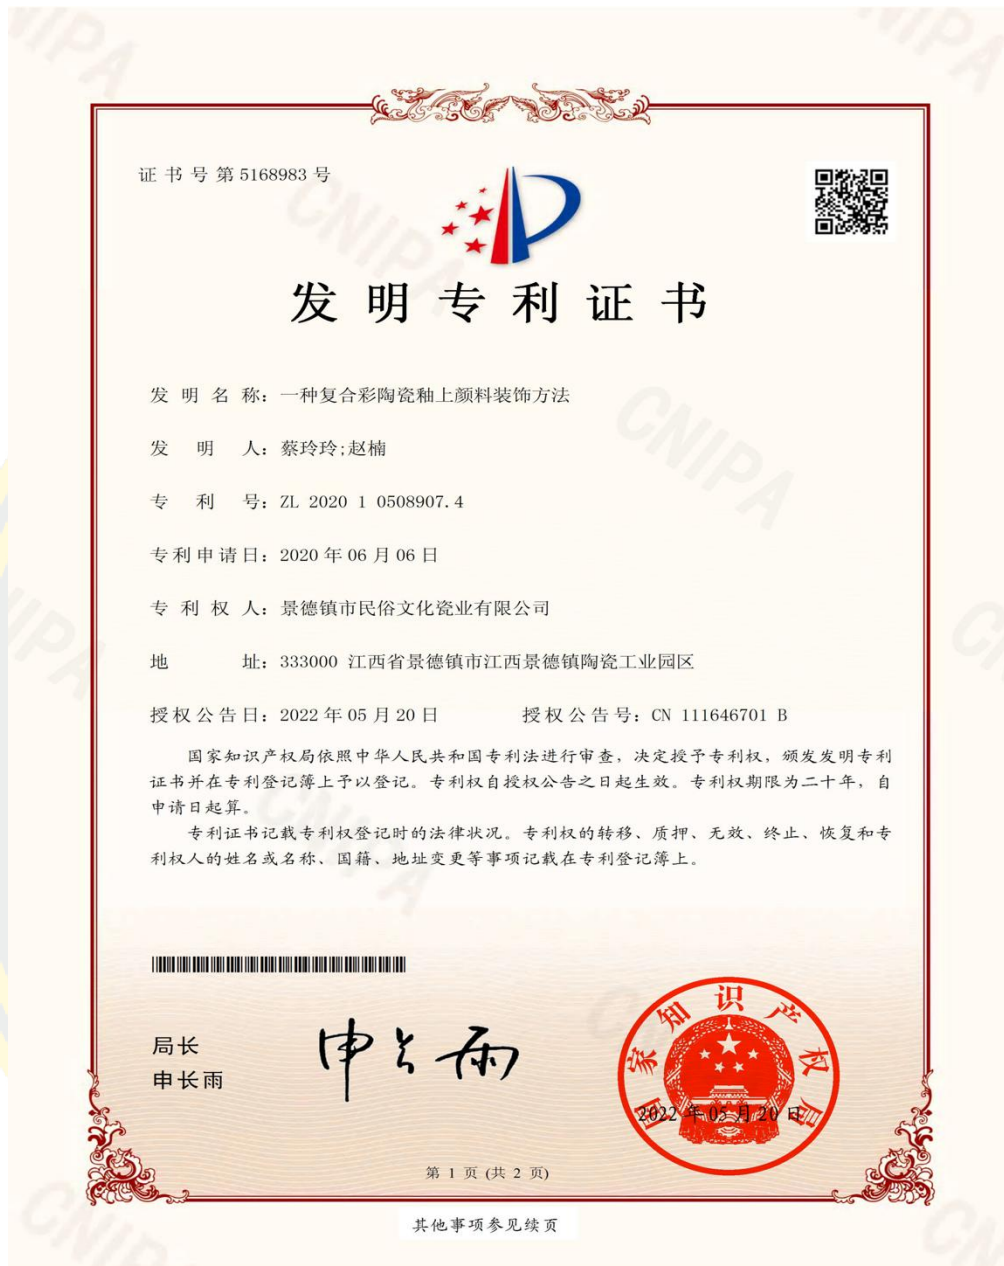 证书号第5168983号
发明专利证书
发明名称：一种复合彩陶瓷釉上颜料装饰方法
发明人：蔡玲玲;赵楠
专利号：ZL 2020 1 0508907.4
专利申请日：2020年06月06日
专利权人：景德镇市民俗文化瓷业有限公司
地址：333000 江西省景德镇市江西景德镇陶瓷工业园区
授权公告日：2022年05月20日 授权公告号：CN 111646701 B
国家知识产权局依照中华人民共和国专利法进行审查，决定授予专利权，颁发发明专利
证书并在专利登记簿上予以登记。专利权自授权公告之日起生效。专利权期限为二十年，自
申请日起算。
专利证书记载专利权登记时的法律状况。专利权的转移、质押、无效、终止、恢复和专
利权人的姓名或名称、国籍、地址变更等事项记载在专利登记簿上。
局长
申长雨
申长雨
国家知识产权局
2022年05月20日
第 1 页 (共 2 页)
其他事项参见续页
CNIPA
CNIPA
CNIPA
CNIPA
CNIPA
CNIPA